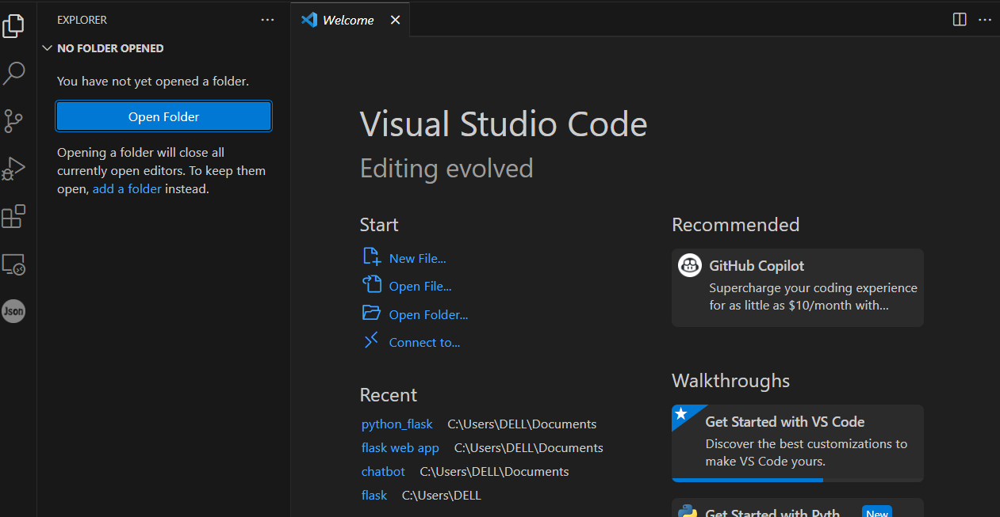 EXPLORER
NO FOLDER OPENED
You have not yet opened a folder.
Open Folder
Opening a folder will close all
currently open editors. To keep them
open, add a folder instead.
Json
Welcome
Visual Studio Code
Editing evolved
Start
New File...
Open File...
Open Folder...
Connect to...
Recent
python_flask C:\Users\DELL\Documents
flask web app C:\Users\DELL\Documents
chatbot C:\Users\DELL\Documents
flask C:\Users\DELL
Recommended
GitHub Copilot
Supercharge your coding experience
for as little as $10/month with...
Walkthroughs
Get Started with VS Code
Discover the best customizations to
make VS Code yours.
Get Started with Pyth New